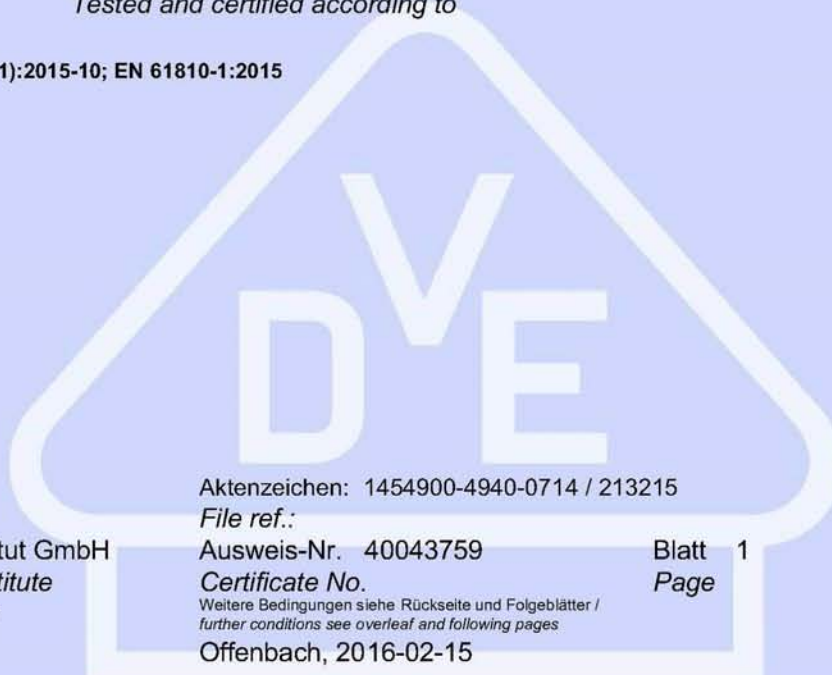 Tested and certified according to
1):2015-10; EN 61810-1:2015
VDE
Aktenzeichen: 1454900-4940-0714 / 213215
File ref.:
tut GmbH Ausweis-Nr. 40043759 Blatt 1
titute Certificate No. Page
Weitere Bedingungen siehe Rückseite und Folgeblätter /
further conditions see overleaf and following pages
Offenbach, 2016-02-15